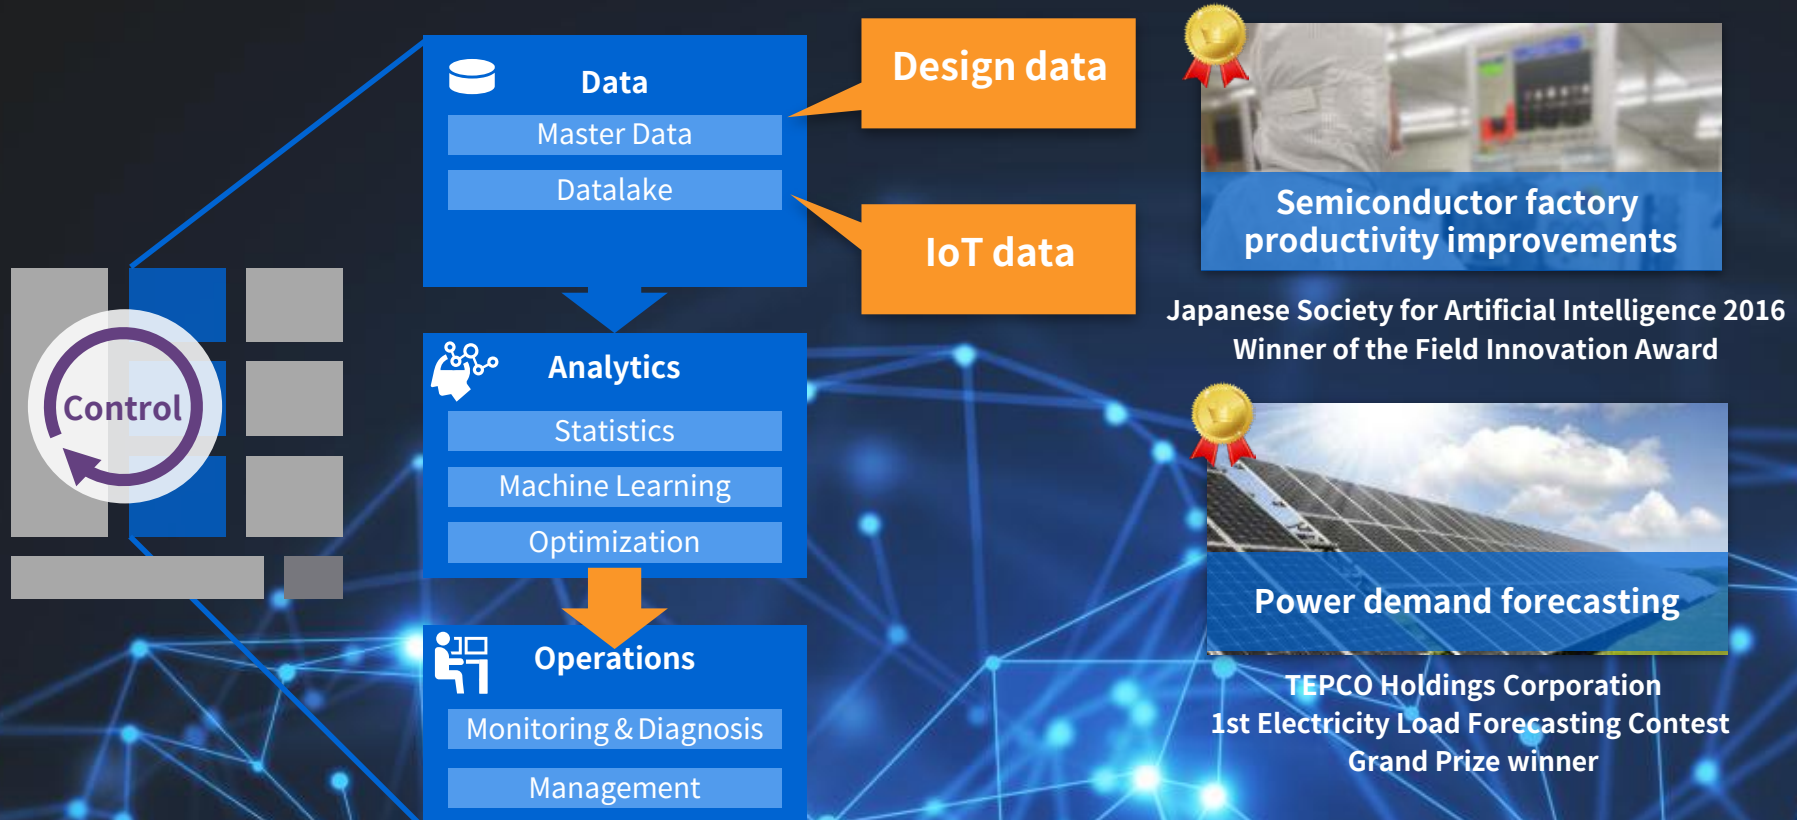 Control
Data
Master Data
Datalake
Design data
IoT data
Analytics
Statistics
Machine Learning
Optimization
Operations
Monitoring & Diagnosis
Management
Semiconductor factory
productivity improvements
Japanese Society for Artificial Intelligence 2016
Winner of the Field Innovation Award
Power demand forecasting
TEPCO Holdings Corporation
1st Electricity Load Forecasting Contest
Grand Prize winner